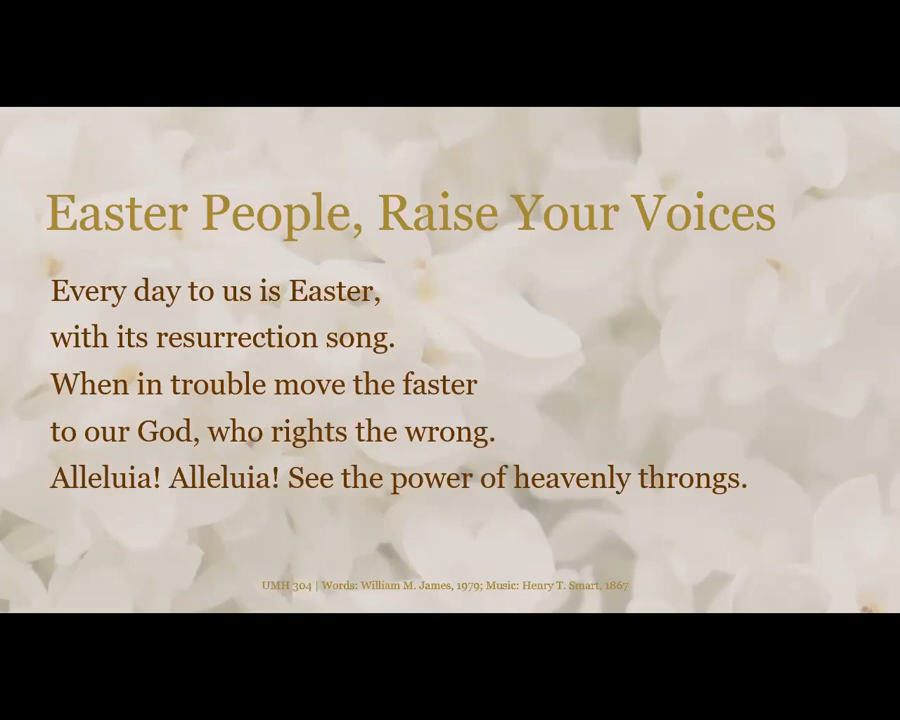 Easter People, Raise Your Voices
Every day to us is Easter,
with its resurrection song.
When in trouble move the faster
to our God, who rights the wrong.
Alleluia! Alleluia! See the power of heavenly throngs.
UMH 304 | Words: William M. James, 1979; Music: Henry T. Smart, 1867